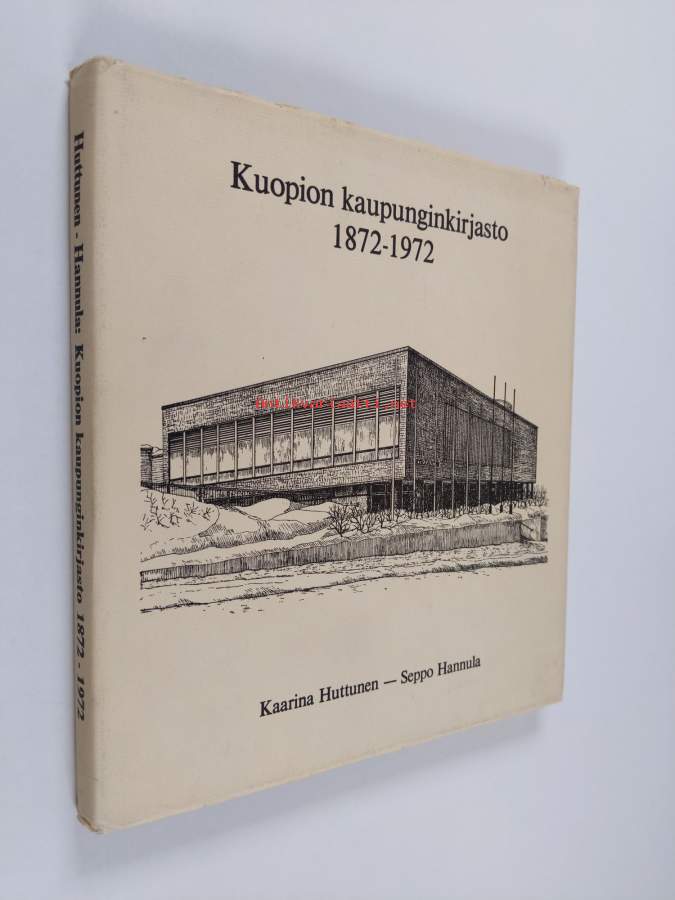 Kuopion kaupunginkirjasto
1872-1972
Kaarina Huttunen — Seppo Hannula
Huttunen - Hannula: Kuopion kaupunginkirjasto 1872 - 1972